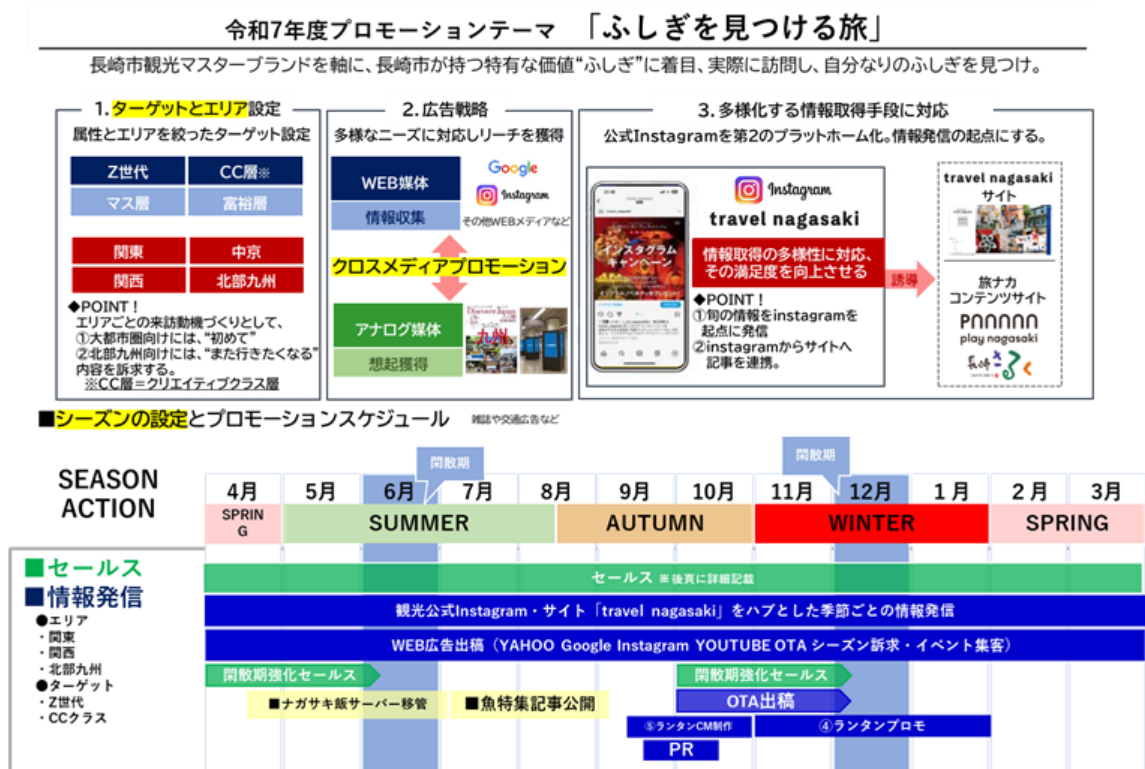 令和7年度プロモーションテーマ 「ふしぎを見つける旅」
長崎市観光マスターブランドを軸に、長崎市が持つ特有な価値“ふしぎ”に着目、実際に訪問し、自分なりのふしぎを見つけ。
1.ターゲットとエリア設定
属性とエリアを絞ったターゲット設定
Z世代
CC層※
マス層
富裕層
関東
中京
関西
北部九州
◆POINT!
エリアごとの来訪動機づくりとして、
①大都市圏向けには、“初めて”
②北部九州向けには、“また行きたくなる”
内容を訴求する。
※CC層=クリエイティブクラス層
2.広告戦略
多様なニーズに対応しリーチを獲得
WEB媒体
情報収集
Google
Instagram
その他WEBメディアなど
クロスメディアプロモーション
アナログ媒体
想起獲得
Discover Japan
九州
雑誌や交通広告など
3.多様化する情報取得手段に対応
公式Instagramを第2のプラットホーム化。情報発信の起点にする。
インスタグラム
キャンペーン
Instagram
travel nagasaki
情報取得の多様性に対応、
その満足度を向上させる
◆POINT!
①旬の情報をinstagramを
起点に発信
②instagramからサイトへ
記事を連携。
誘導
travel nagasaki
サイト
旅ナカ
コンテンツサイト
play nagasaki
長崎さるく
■シーズンの設定とプロモーションスケジュール
閑散期
閑散期
SEASON
ACTION
4月
5月
6月
7月
8月
9月
10月
11月
12月
1月
2月
3月
SPRIN
G
SUMMER
AUTUMN
WINTER
SPRING
■セールス
■情報発信
●エリア
・関東
・関西
・北部九州
●ターゲット
・Z世代
・CCクラス
セールス ※後頁に詳細記載
観光公式Instagram・サイト「travel nagasaki」をハブとした季節ごとの情報発信
WEB広告出稿(YAHOO Google Instagram YOUTUBE OTA シーズン訴求・イベント集客)
閑散期強化セールス
閑散期強化セールス
■ナガサキ飯サーバー移管
■魚特集記事公開
OTA出稿
⑤ランタンCM制作
④ランタンプロモ
PR